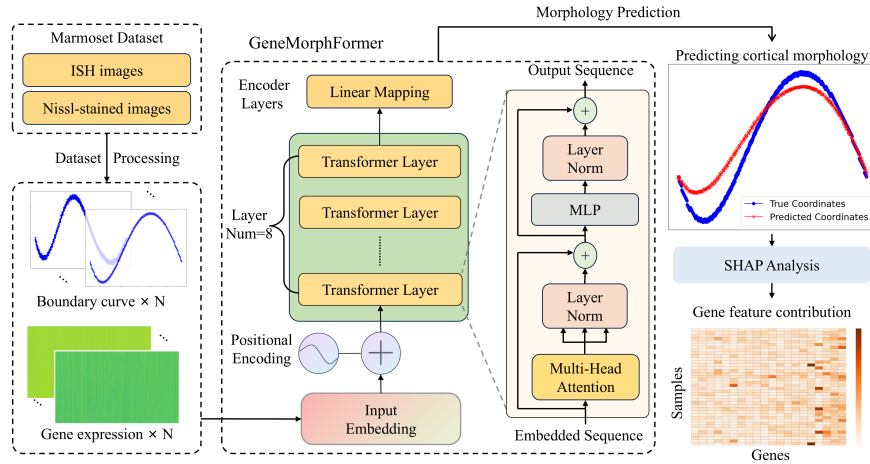 Marmoset Dataset
ISH images
Nissl-stained images
Dataset Processing
Boundary curve × N
Gene expression × N
GeneMorphFormer
Encoder
Layers
Linear Mapping
Transformer Layer
Transformer Layer
Transformer Layer
Layer
Num=8
Positional
Encoding
Input
Embedding
Output Sequence
Layer
Norm
MLP
Layer
Norm
Multi-Head
Attention
Embedded Sequence
Morphology Prediction
Predicting cortical morphology
True Coordinates
Predicted Coordinates
SHAP Analysis
Gene feature contribution
Samples
Genes